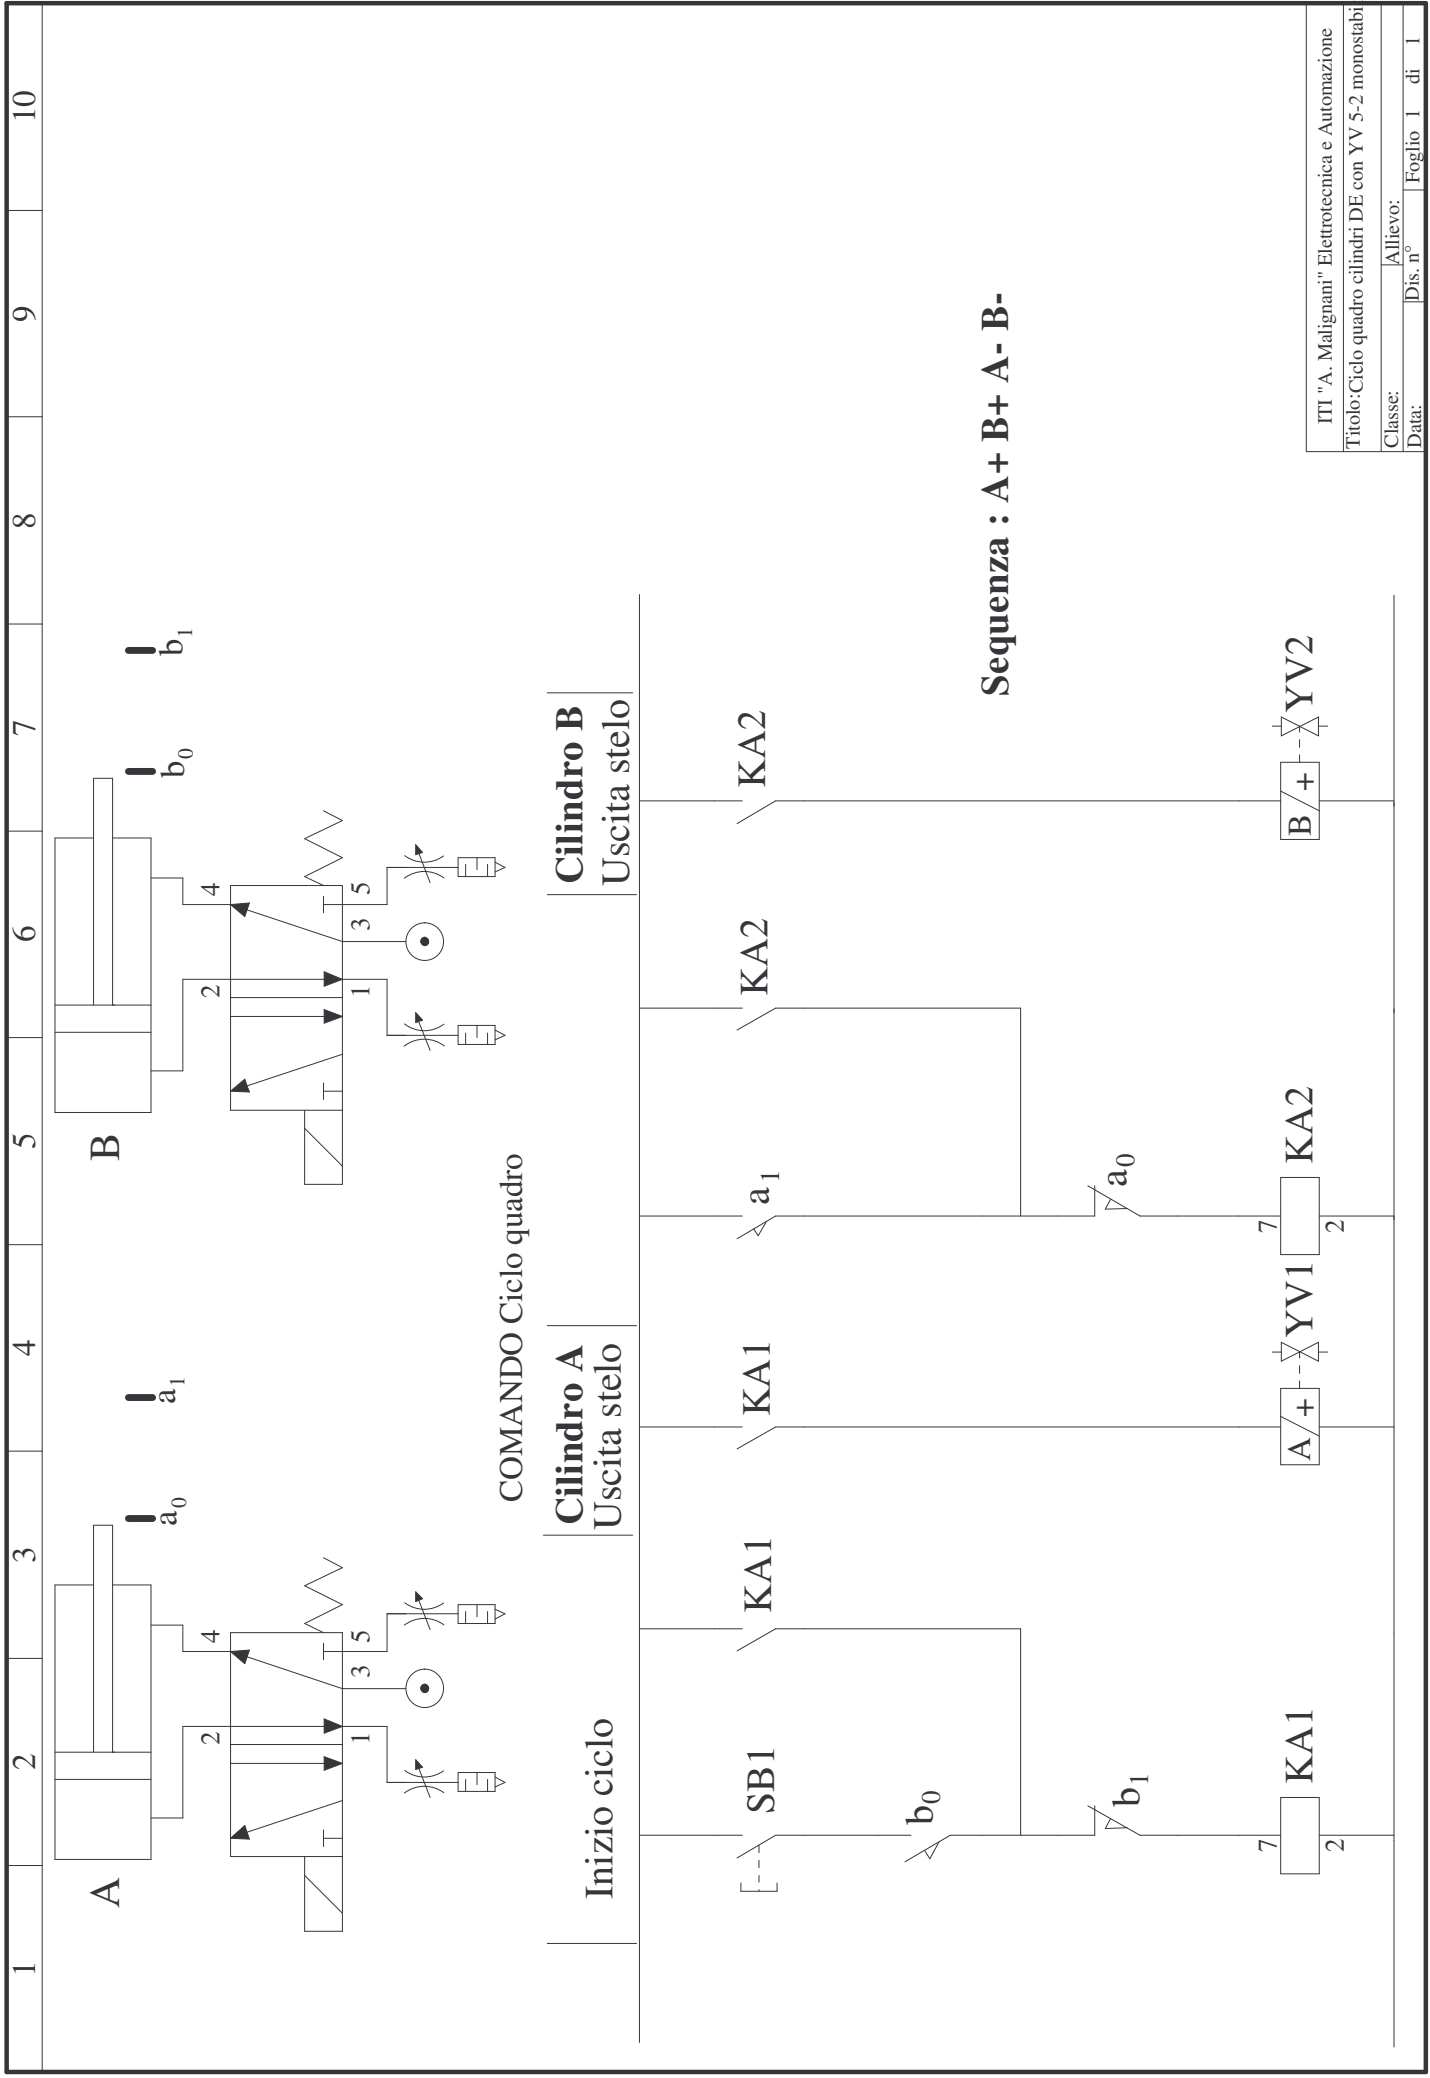 1 2 3 4 5 6 7 8 9 10
A
a0 a1
B
b0 b1
2 4
1 3 5
2 4
1 3 5
COMANDO Ciclo quadro
Inizio ciclo
Cilindro A
Uscita stelo
Cilindro B
Uscita stelo
SB1 KA1 KA1 a1 KA2 KA2
b0
b1 a0
Sequenza : A+ B+ A- B-
7 7
KA1 A + YV1 KA2 B + YV2
2 2
ITI "A. Malignani" Elettrotecnica e Automazione
Titolo:Ciclo quadro cilindri DE con YV 5-2 monostabi
Classe: Allievo:
Data: Dis. n° Foglio 1 di 1